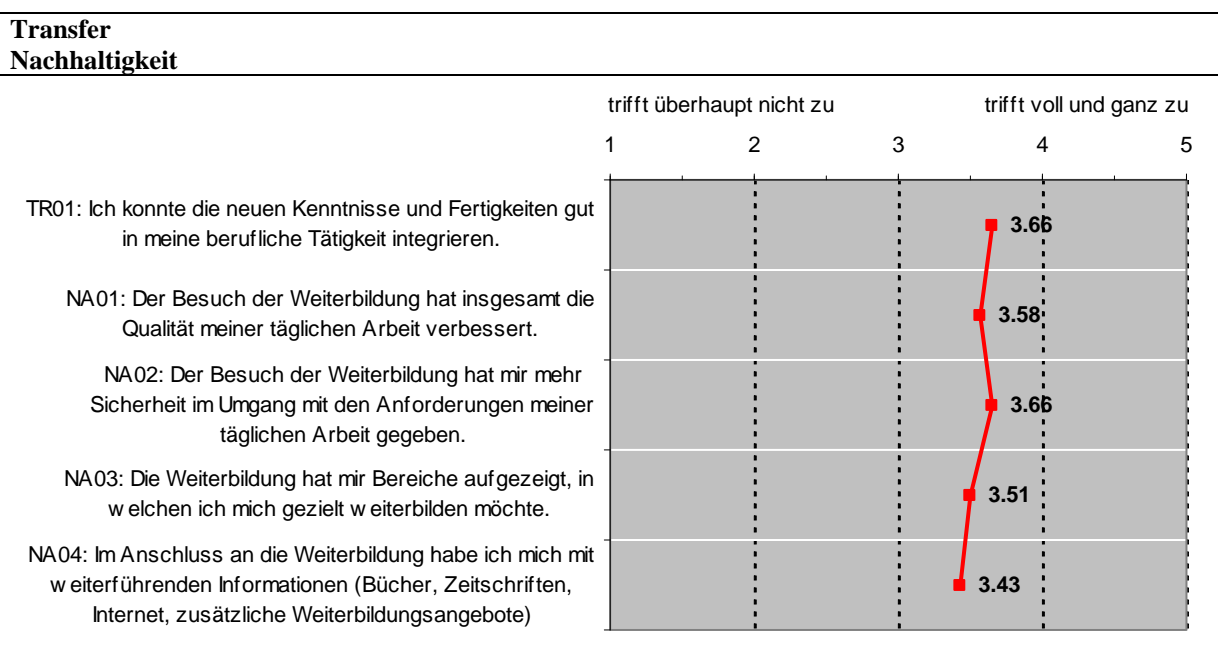 Transfer
Nachhaltigkeit
trifft überhaupt nicht zu trifft voll und ganz zu
1 2 3 4 5
TR01: Ich konnte die neuen Kenntnisse und Fertigkeiten gut
in meine berufliche Tätigkeit integrieren.
3.66
NA01: Der Besuch der Weiterbildung hat insgesamt die
Qualität meiner täglichen Arbeit verbessert.
3.58
NA02: Der Besuch der Weiterbildung hat mir mehr
Sicherheit im Umgang mit den Anforderungen meiner
täglichen Arbeit gegeben.
3.66
NA03: Die Weiterbildung hat mir Bereiche aufgezeigt, in
welchen ich mich gezielt weiterbilden möchte.
3.51
NA04: Im Anschluss an die Weiterbildung habe ich mich mit
weiterführenden Informationen (Bücher, Zeitschriften,
Internet, zusätzliche Weiterbildungsangebote)
3.43